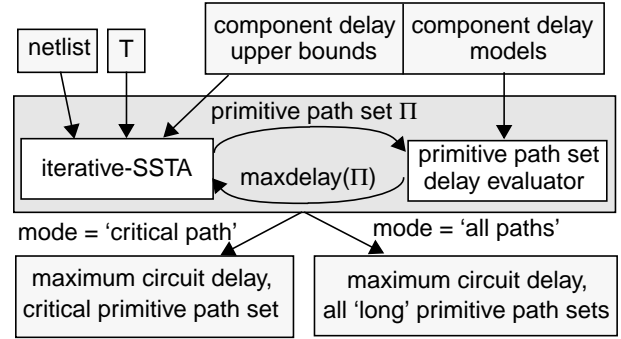 netlist
T
component delay
upper bounds
component delay
models
primitive path set Π
iterative-SSTA
maxdelay(Π)
primitive path set
delay evaluator
mode = ‘critical path’
mode = ‘all paths’
maximum circuit delay,
critical primitive path set
maximum circuit delay,
all ‘long’ primitive path sets